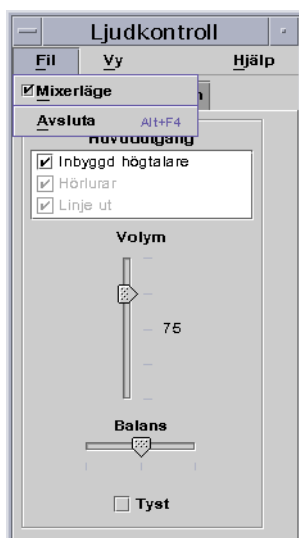 Ljudkontroll
Fil Vy Hjälp
Mixerläge
Avsluta Alt+F4
Huvudutgång
Inbyggd högtalare
Hörlurar
Linje ut
Volym
75
Balans
Tyst